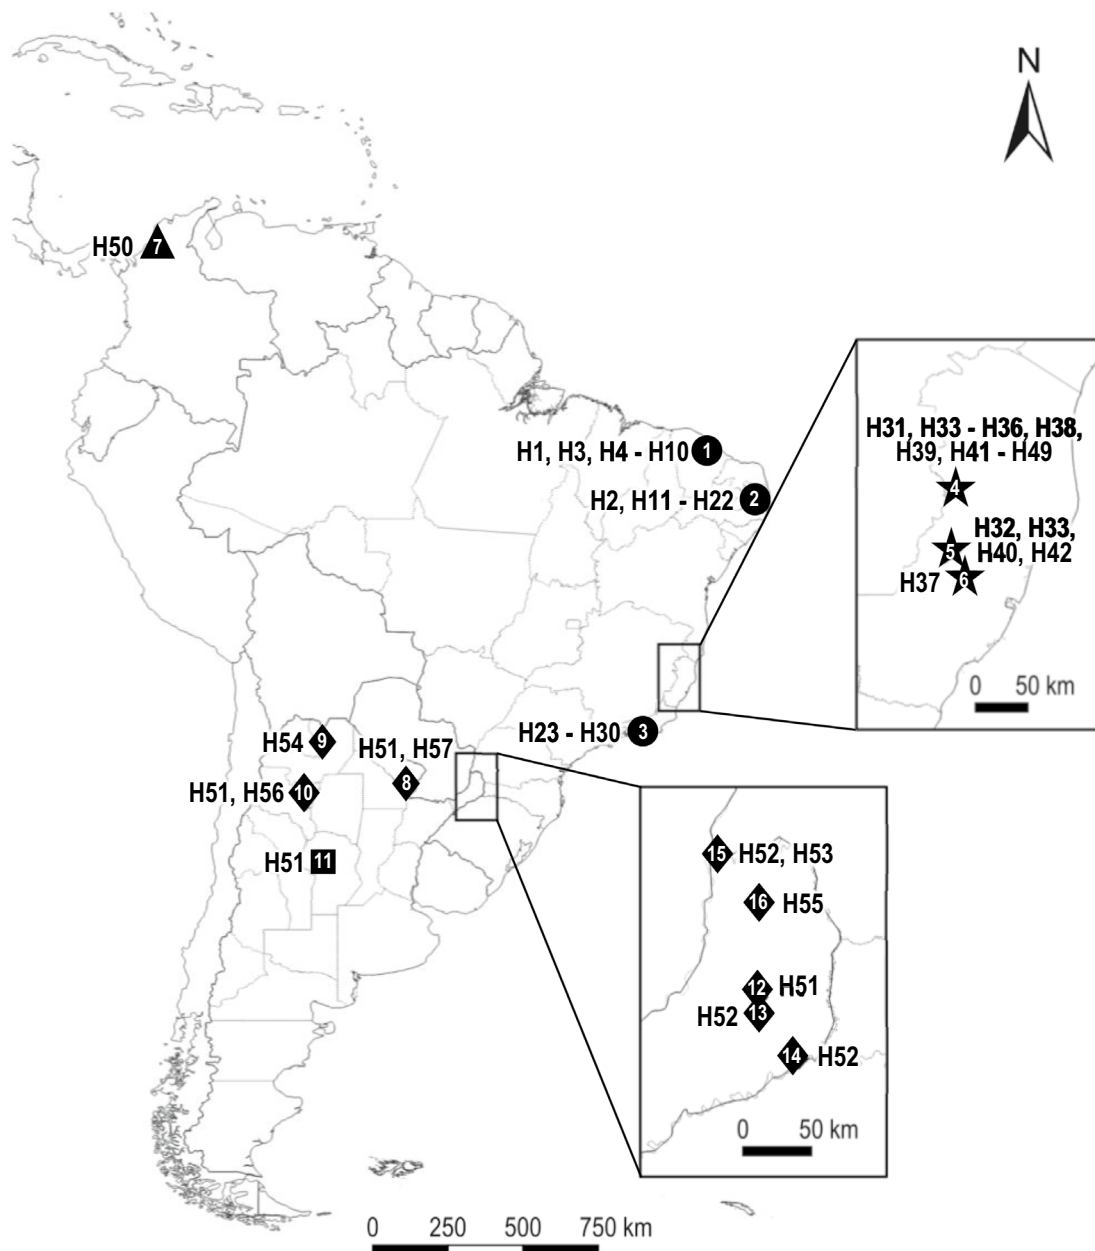 N
H50
7
H1, H3, H4 - H10
1
H2, H11 - H22
2
H31, H33 - H36, H38,
H39, H41 - H49
4
H32, H33,
5
H40, H42
H37
6
0 50 km
H23 - H30
3
H54
9
H51, H57
8
H51, H56
10
H51
11
15
H52, H53
16
H55
12
H51
H52
13
14
H52
0 50 km
0 250 500 750 km